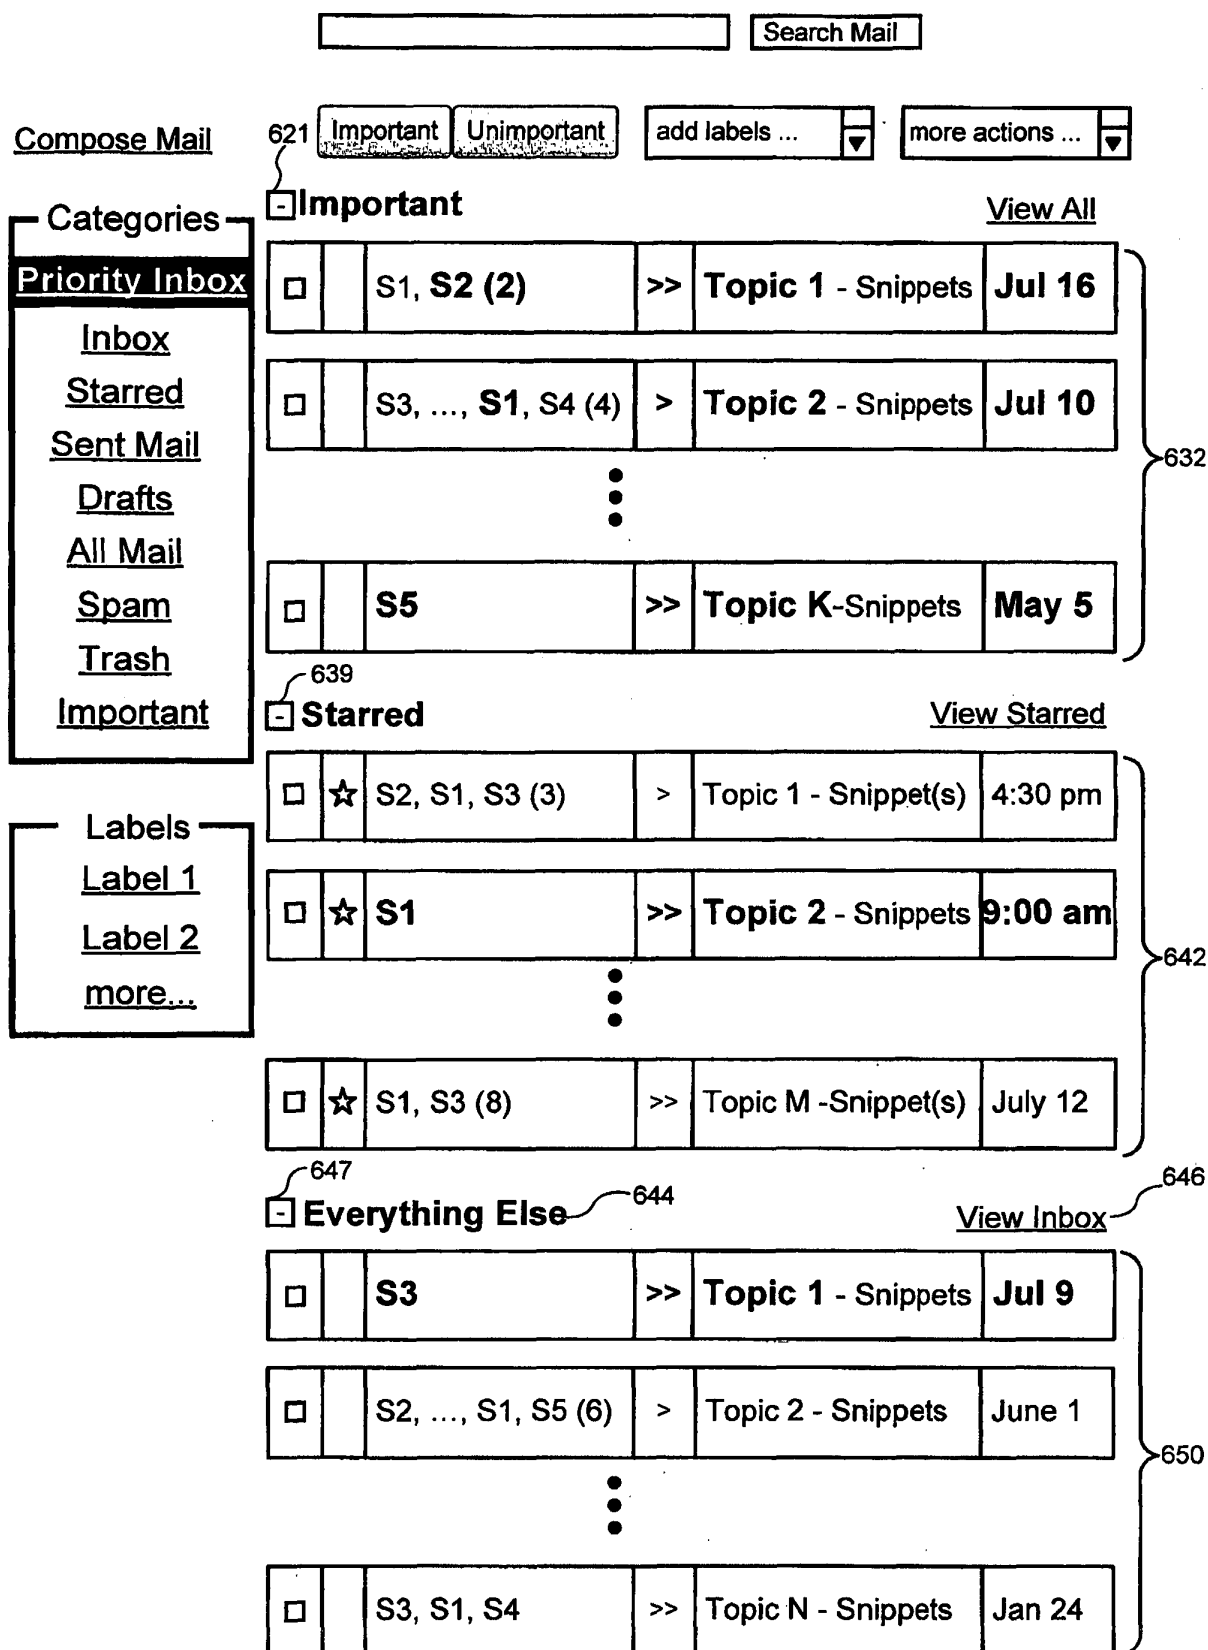 Search Mail
Compose Mail
621
Important
Unimportant
add labels ...
more actions ...
- Important
View All
Categories
Priority Inbox
Inbox
Starred
Sent Mail
Drafts
All Mail
Spam
Trash
Important
Labels
Label 1
Label 2
more...
S1, S2 (2) >> Topic 1 - Snippets Jul 16
S3, ..., S1, S4 (4) > Topic 2 - Snippets Jul 10
632
S5 >> Topic K-Snippets May 5
639
- Starred
View Starred
☆ S2, S1, S3 (3) > Topic 1 - Snippet(s) 4:30 pm
☆ S1 >> Topic 2 - Snippets 9:00 am
642
☆ S1, S3 (8) >> Topic M -Snippet(s) July 12
647
- Everything Else
644
View Inbox
646
S3 >> Topic 1 - Snippets Jul 9
S2, ..., S1, S5 (6) > Topic 2 - Snippets June 1
650
S3, S1, S4 >> Topic N - Snippets Jan 24